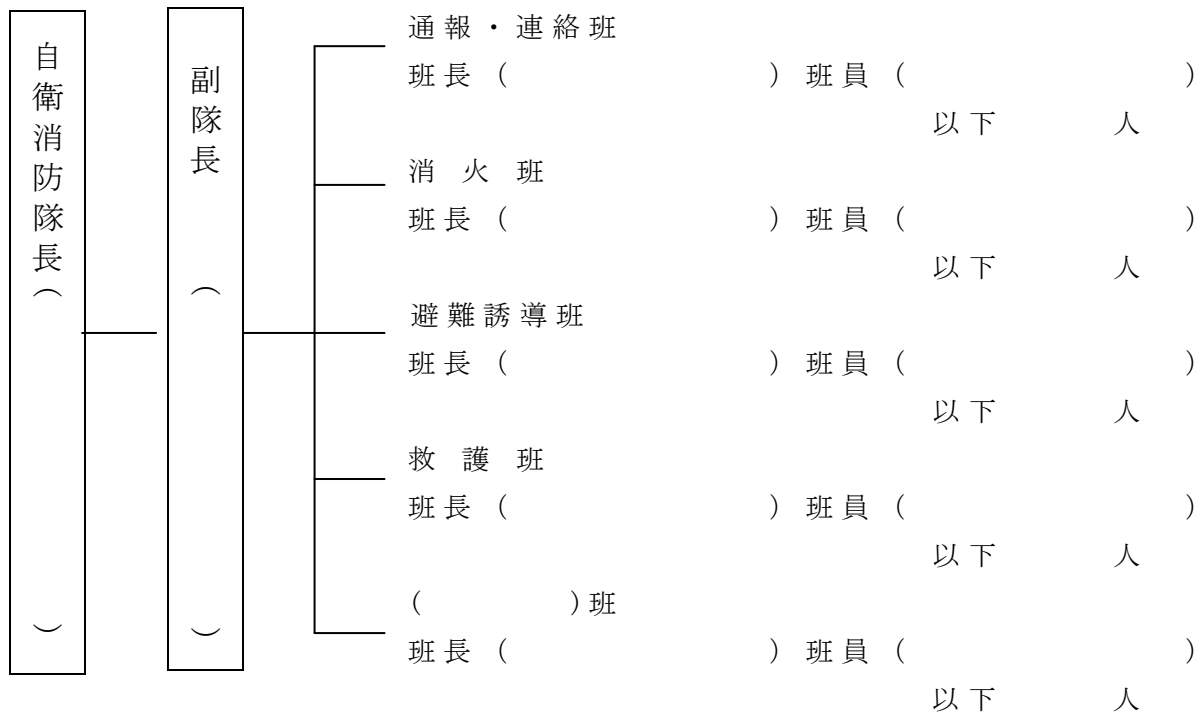 自衛消防隊長（　　　）
副隊長（　　　）
通報・連絡班
班長（　　　）班員（　　　）
以下　　人
消火班
班長（　　　）班員（　　　）
以下　　人
避難誘導班
班長（　　　）班員（　　　）
以下　　人
救護班
班長（　　　）班員（　　　）
以下　　人
(　　　)班
班長（　　　）班員（　　　）
以下　　人